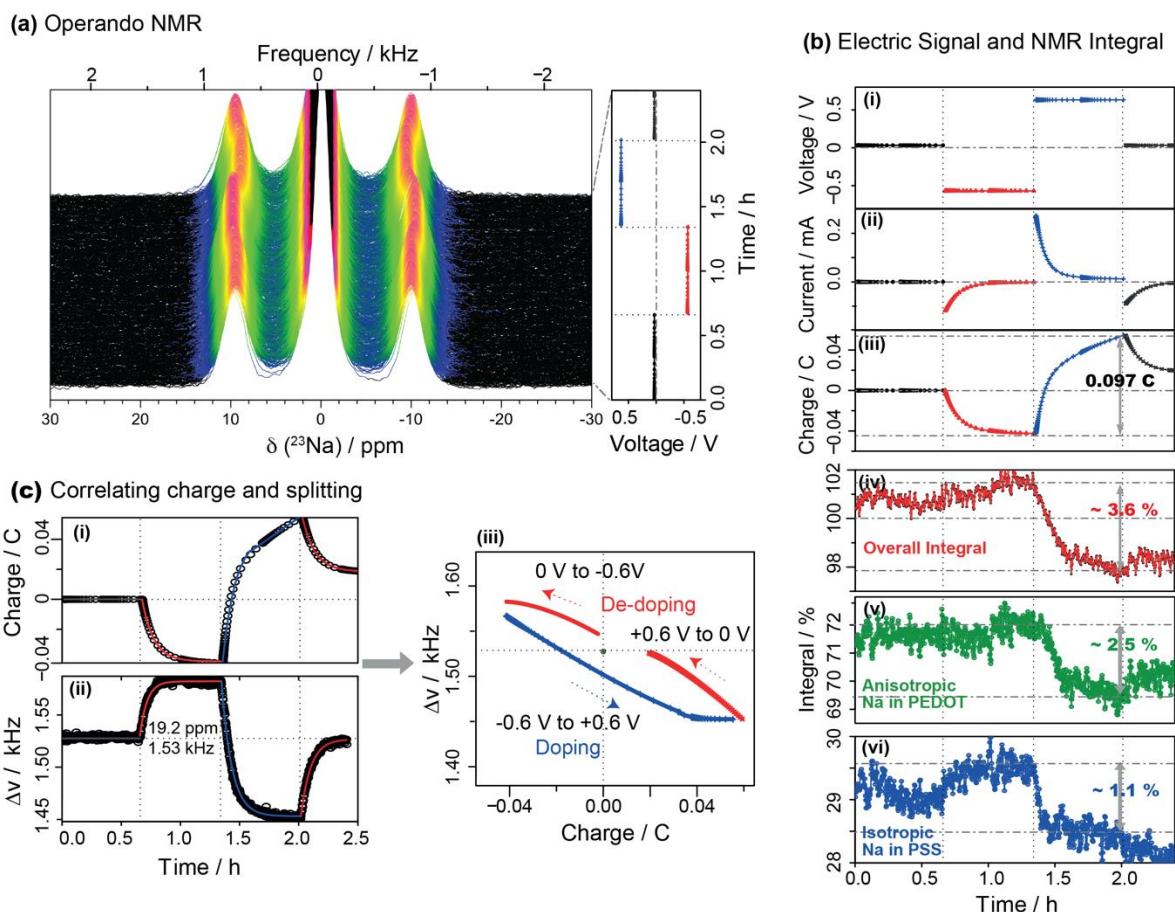 (a) Operando NMR
Frequency / kHz
2 1 0 -1 -2
30 20 10 0 -10 -20 -30
δ (²³Na) / ppm
0.5 -0.5
Voltage / V
0.0 0.5 1.0 1.5 2.0
Time / h
(b) Electric Signal and NMR Integral
(i)
Voltage / V
0.5
0
-0.5
(ii)
Current / mA
0.2
0.0
(iii)
Charge / C
0.04
0
-0.04
0.097 C
(iv)
102
100
98
~ 3.6 %
Overall Integral
(v)
Integral / %
72
71
70
69
~ 2.5 %
Anisotropic
Na in PEDOT
(vi)
30
29
28
~ 1.1 %
Isotropic
Na in PSS
0.0 0.5 1.0 1.5 2.0
Time / h
(c) Correlating charge and splitting
(i)
Charge / C
0.04
0
-0.04
(ii)
Δν / kHz
1.55
1.50
1.45
19.2 ppm
1.53 kHz
0.0 0.5 1.0 1.5 2.0 2.5
Time / h
(iii)
Δν / kHz
1.60
1.50
1.40
0 V to -0.6V
De-doping
+0.6 V to 0 V
-0.6 V to +0.6 V
Doping
−0.04 0.00 0.04
Charge / C